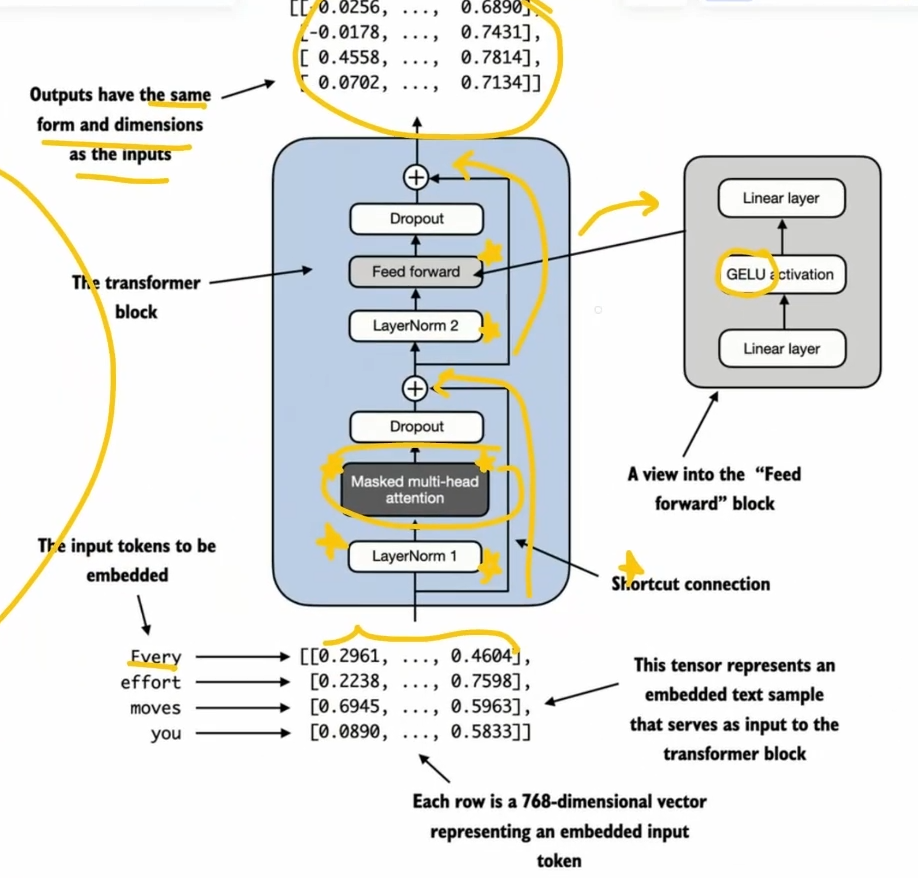 [[-0.0256, ..., 0.6890],
[-0.0178, ..., 0.7431],
[ 0.4558, ..., 0.7814],
[ 0.0702, ..., 0.7134]]
Outputs have the same
form and dimensions
as the inputs
Dropout
Feed forward
LayerNorm 2
The transformer
block
Linear layer
GELU activation
Linear layer
Dropout
Masked multi-head
attention
LayerNorm 1
A view into the “Feed
forward” block
Shortcut connection
The input tokens to be
embedded
Every
effort
moves
you
[[0.2961, ..., 0.4604],
[0.2238, ..., 0.7598],
[0.6945, ..., 0.5963],
[0.0890, ..., 0.5833]]
This tensor represents an
embedded text sample
that serves as input to the
transformer block
Each row is a 768-dimensional vector
representing an embedded input
token